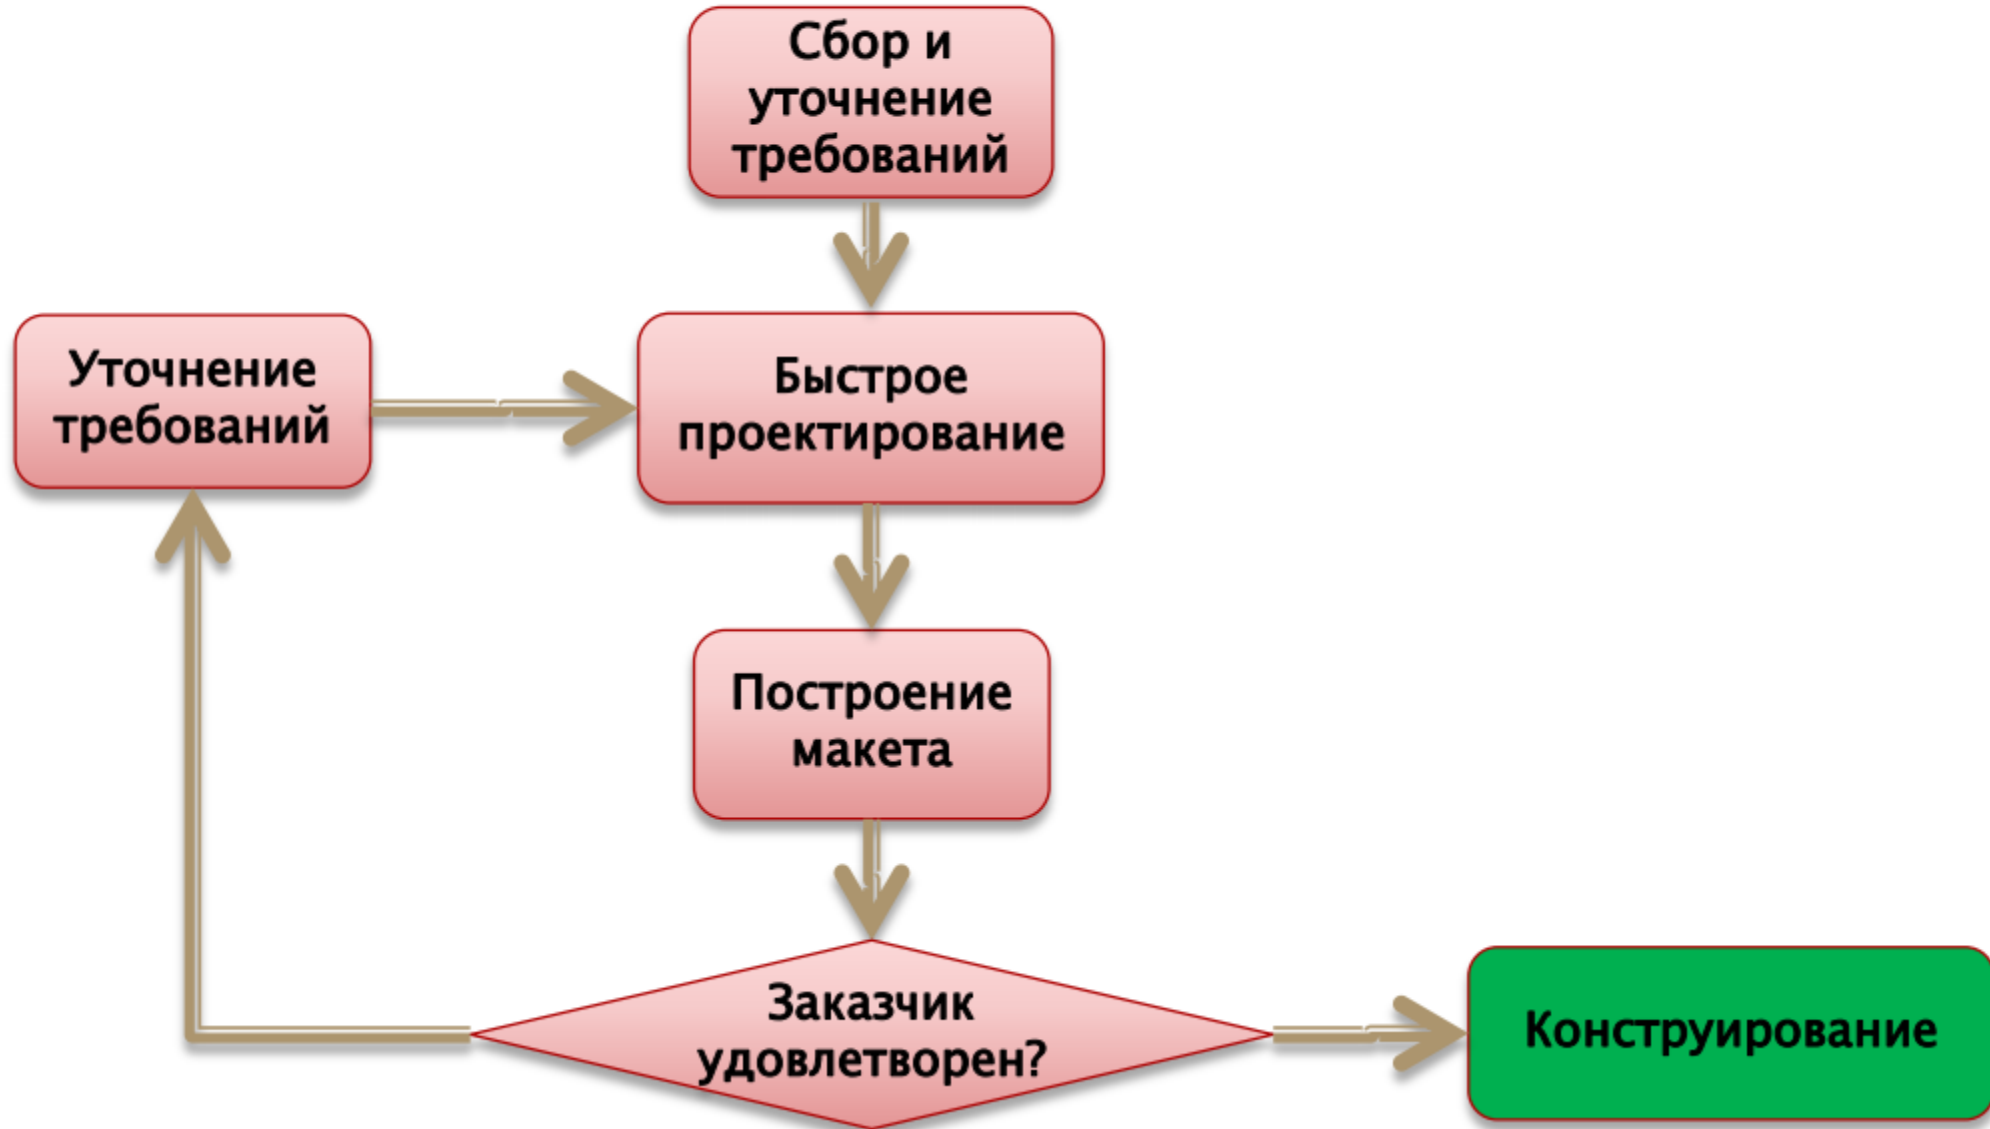 Сбор и
уточнение
требований
Уточнение
требований
Быстрое
проектирование
Построение
макета
Заказчик
удовлетворен?
Конструирование